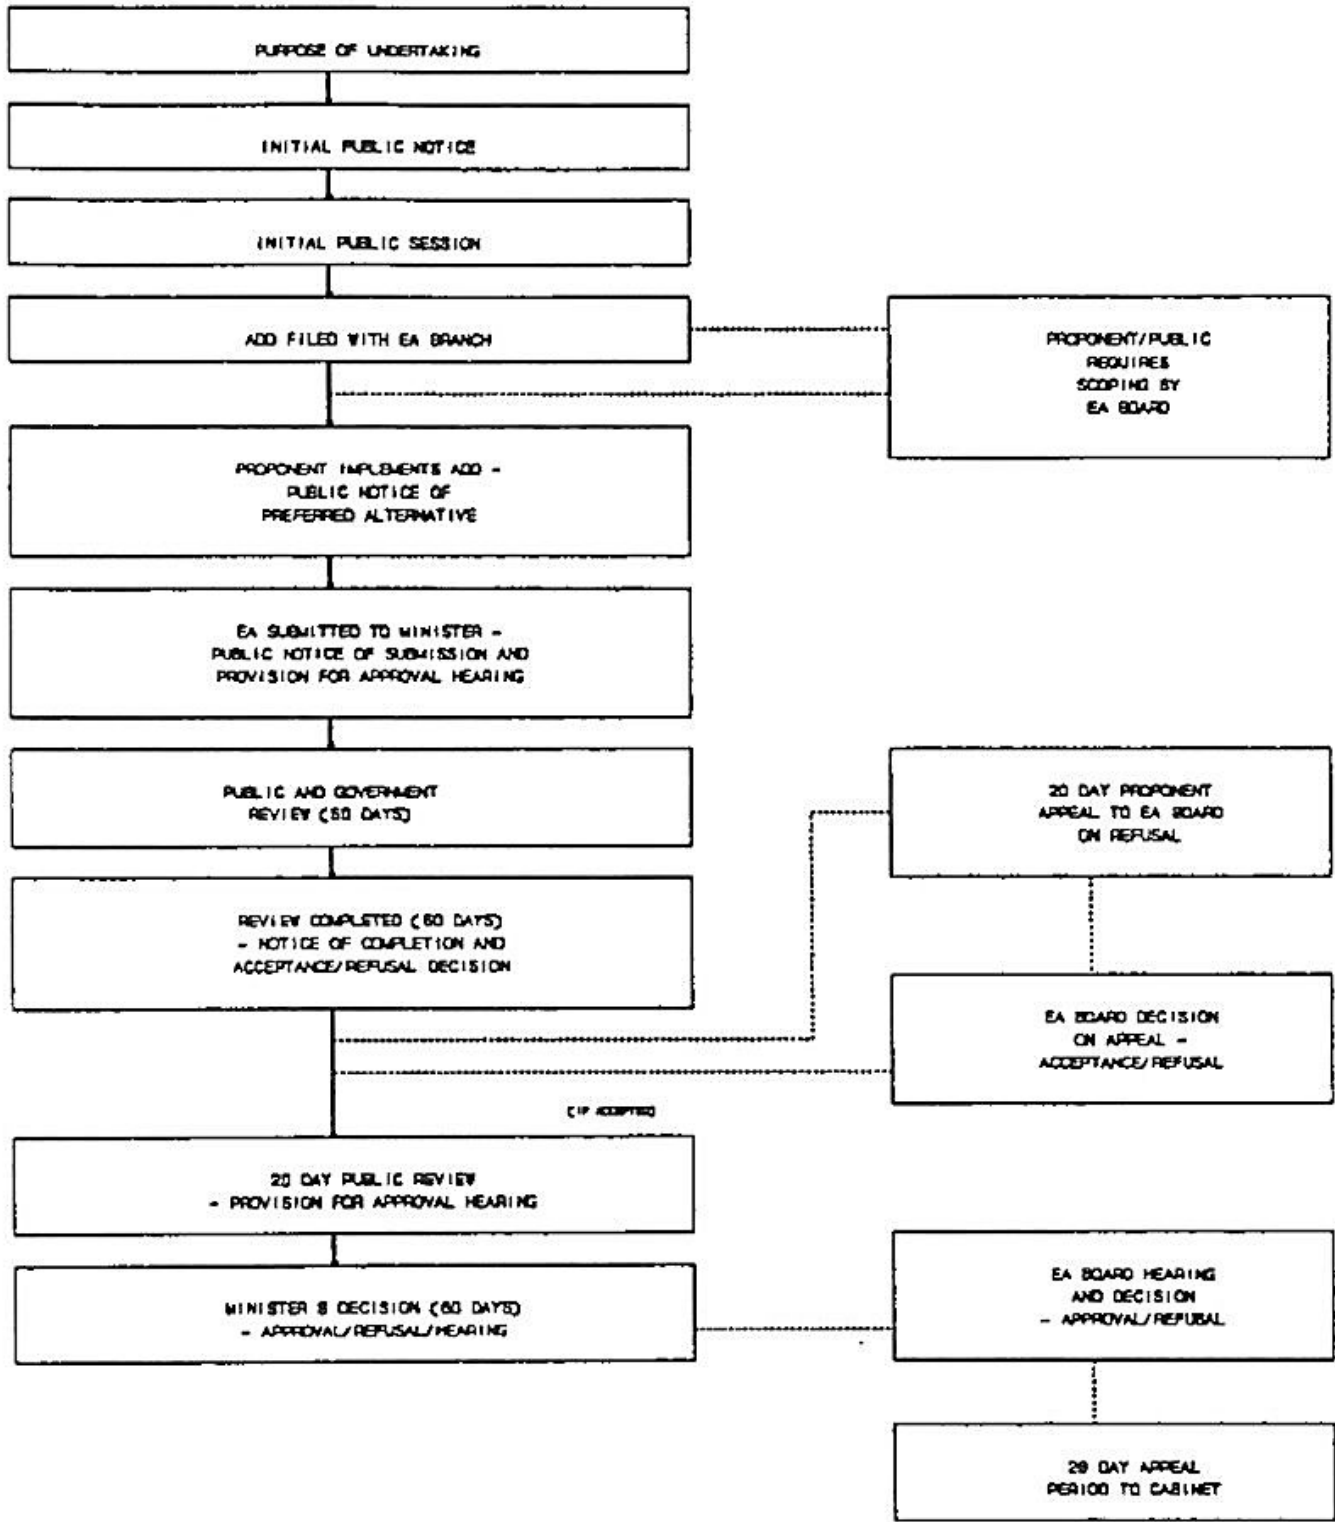 PURPOSE OF UNDERTAKING
INITIAL PUBLIC NOTICE
INITIAL PUBLIC SESSION
ADD FILED WITH EA BRANCH
PROPONENT/PUBLIC
REQUIRES
SCOPING BY
EA BOARD
PROPONENT IMPLEMENTS ADD -
PUBLIC NOTICE OF
PREFERRED ALTERNATIVE
EA SUBMITTED TO MINISTER -
PUBLIC NOTICE OF SUBMISSION AND
PROVISION FOR APPROVAL HEARING
PUBLIC AND GOVERNMENT
REVIEW ( DAYS)
20 DAY PROPONENT
APPEAL TO EA BOARD
ON REFUSAL
REVIEW COMPLETED ( DAYS)
- NOTICE OF COMPLETION AND
ACCEPTANCE/REFUSAL DECISION
EA BOARD DECISION
ON APPEAL -
ACCEPTANCE/REFUSAL
(IF ACCEPTED)
20 DAY PUBLIC REVIEW
- PROVISION FOR APPROVAL HEARING
MINISTER S DECISION ( DAYS)
- APPROVAL/REFUSAL/HEARING
EA BOARD HEARING
AND DECISION
- APPROVAL/REFUSAL
DAY APPEAL
PERIOD TO CABINET